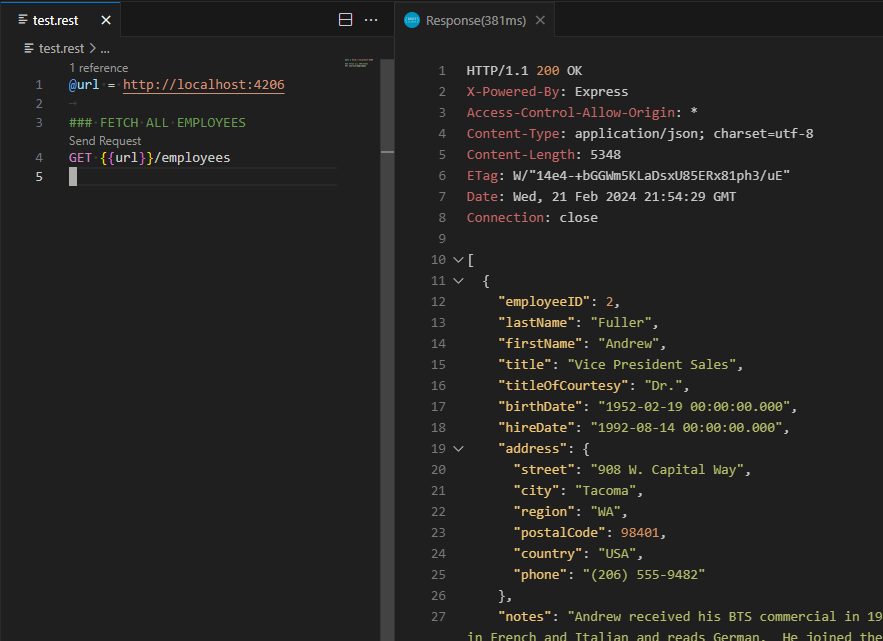 test.rest
Response(381ms)
test.rest > ...
1 reference
1 @url = http://localhost:4206
2
3 ### FETCH ALL EMPLOYEES
Send Request
4 GET {{url}}/employees
5
1 HTTP/1.1 200 OK
2 X-Powered-By: Express
3 Access-Control-Allow-Origin: *
4 Content-Type: application/json; charset=utf-8
5 Content-Length: 5348
6 ETag: W/"14e4-+bGGWm5KLaDsxU85ERx81ph3/uE"
7 Date: Wed, 21 Feb 2024 21:54:29 GMT
8 Connection: close
9
10 [
11 {
12 "employeeID": 2,
13 "lastName": "Fuller",
14 "firstName": "Andrew",
15 "title": "Vice President Sales",
16 "titleOfCourtesy": "Dr.",
17 "birthDate": "1952-02-19 00:00:00.000",
18 "hireDate": "1992-08-14 00:00:00.000",
19 "address": {
20 "street": "908 W. Capital Way",
21 "city": "Tacoma",
22 "region": "WA",
23 "postalCode": 98401,
24 "country": "USA",
25 "phone": "(206) 555-9482"
26 },
27 "notes": "Andrew received his BTS commercial in 19
in French and Italian and reads German. He joined the